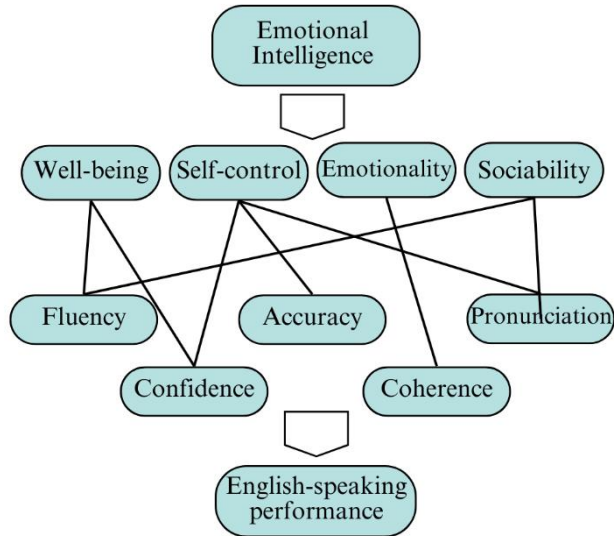 Emotional
Intelligence
Well-being
Self-control
Emotionality
Sociability
Fluency
Accuracy
Pronunciation
Confidence
Coherence
English-speaking
performance